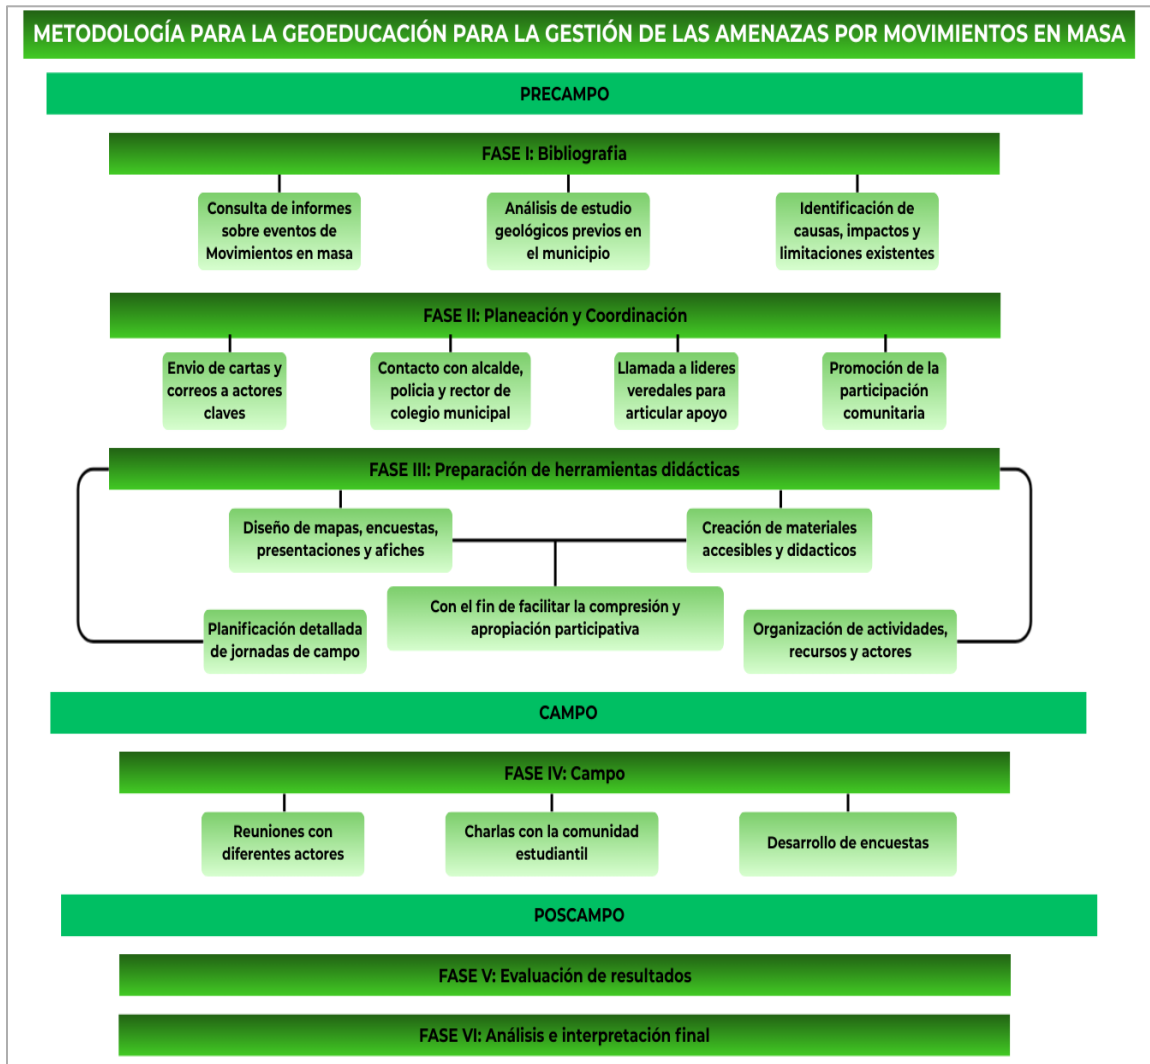 METODOLOGÍA PARA LA GEOEDUCACIÓN PARA LA GESTIÓN DE LAS AMENAZAS POR MOVIMIENTOS EN MASA
PRECAMPO
FASE I: Bibliografia
Consulta de informes
sobre eventos de
Movimientos en masa
Análisis de estudio
geológicos previos en
el municipio
Identificación de
causas, impactos y
limitaciones existentes
FASE II: Planeación y Coordinación
Envio de cartas y
correos a actores
claves
Contacto con alcalde,
policia y rector de
colegio municipal
Llamada a lideres
veredales para
articular apoyo
Promoción de la
participación
comunitaria
FASE III: Preparación de herramientas didácticas
Diseño de mapas, encuestas,
presentaciones y afiches
Creación de materiales
accesibles y didacticos
Con el fin de facilitar la compresión y
apropiación participativa
Planificación detallada
de jornadas de campo
Organización de actividades,
recursos y actores
CAMPO
FASE IV: Campo
Reuniones con
diferentes actores
Charlas con la comunidad
estudiantil
Desarrollo de encuestas
POSCAMPO
FASE V: Evaluación de resultados
FASE VI: Análisis e interpretación final